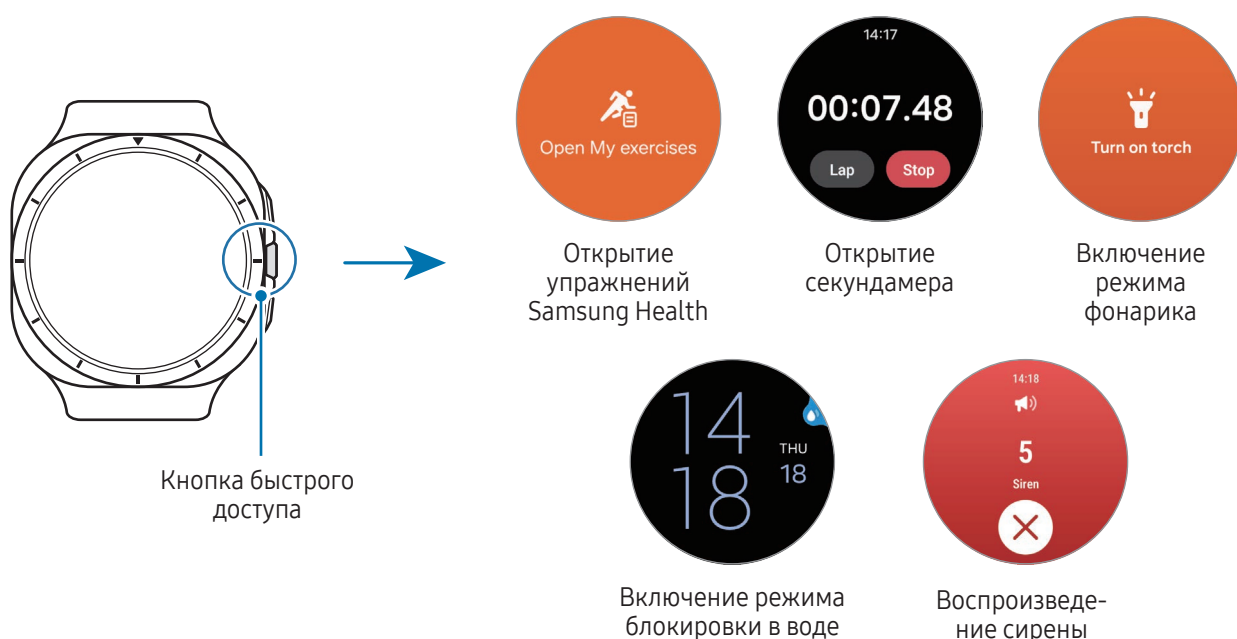 14:17
00:07.48
Lap
Stop
Open My exercises
Turn on torch
Открытие
упражнений
Samsung Health
Открытие
секундамера
Включение
режима
фонарика
Кнопка быстрого
доступа
14
18
THU
18
14:18
5
Siren
Включение режима
блокировки в воде
Воспроизведе-
ние сирены